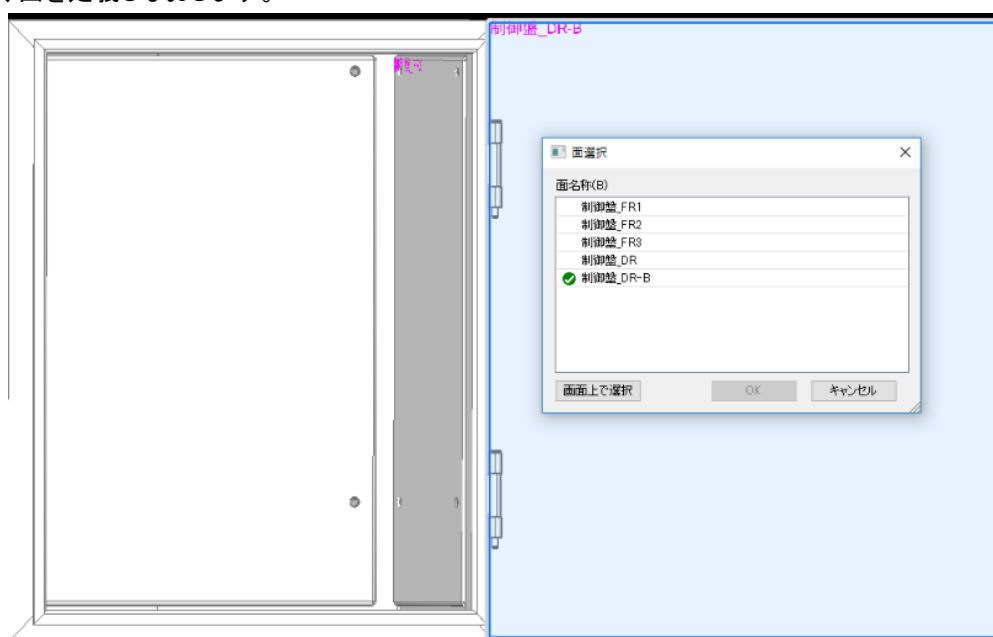 制御盤_DR-B
面選択
面名称(B)
制御盤_FR1
制御盤_FR2
制御盤_FR3
制御盤_DR
制御盤_DR-B
画面上で選択
OK
キャンセル